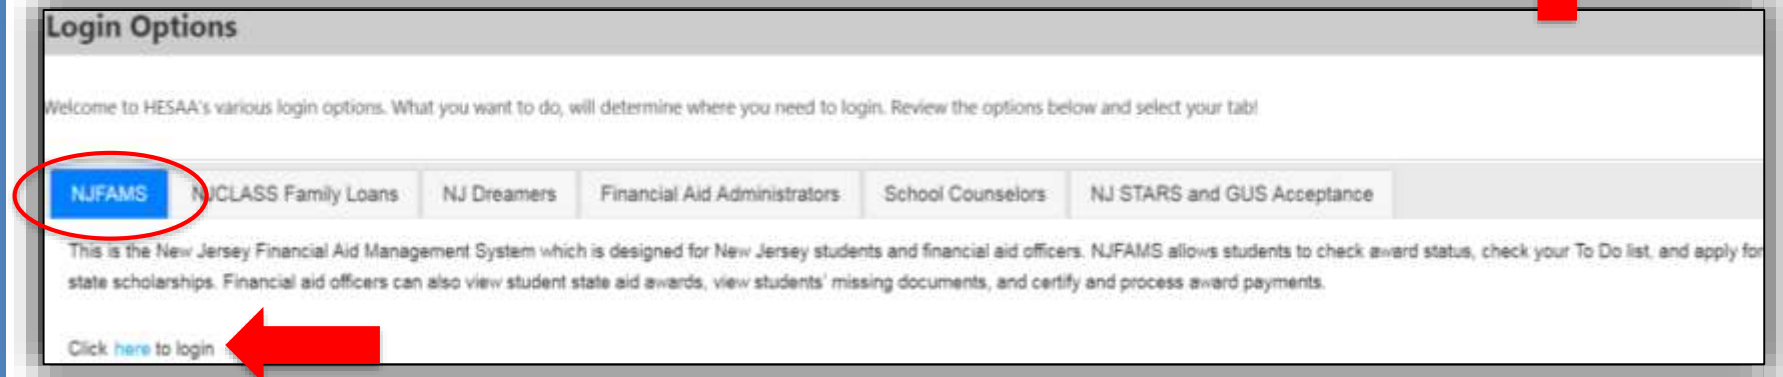 Login Options
Welcome to HESAA's various login options. What you want to do, will determine where you need to login. Review the options below and select your tab!
NJFAMS NJCLASS Family Loans NJ Dreamers Financial Aid Administrators School Counselors NJ STARS and GUS Acceptance
This is the New Jersey Financial Aid Management System which is designed for New Jersey students and financial aid officers. NJFAMS allows students to check award status, check your To Do list, and apply for
state scholarships. Financial aid officers can also view student state aid awards, view students' missing documents, and certify and process award payments.
Click here to login